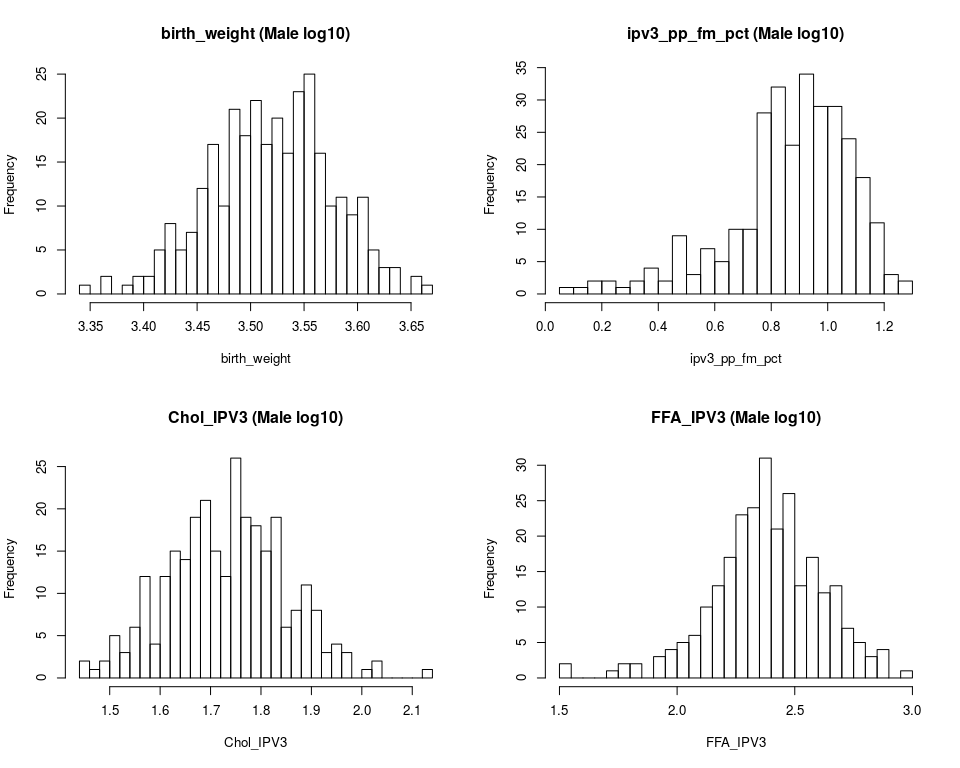 birth_weight (Male log10)
Frequency
25
20
15
10
5
0
3.35 3.40 3.45 3.50 3.55 3.60 3.65
birth_weight
ipv3_pp_fm_pct (Male log10)
Frequency
35
30
25
20
15
10
5
0
0.0 0.2 0.4 0.6 0.8 1.0 1.2
ipv3_pp_fm_pct
Chol_IPV3 (Male log10)
Frequency
25
20
15
10
5
0
1.5 1.6 1.7 1.8 1.9 2.0 2.1
Chol_IPV3
FFA_IPV3 (Male log10)
Frequency
30
25
20
15
10
5
0
1.5 2.0 2.5 3.0
FFA_IPV3